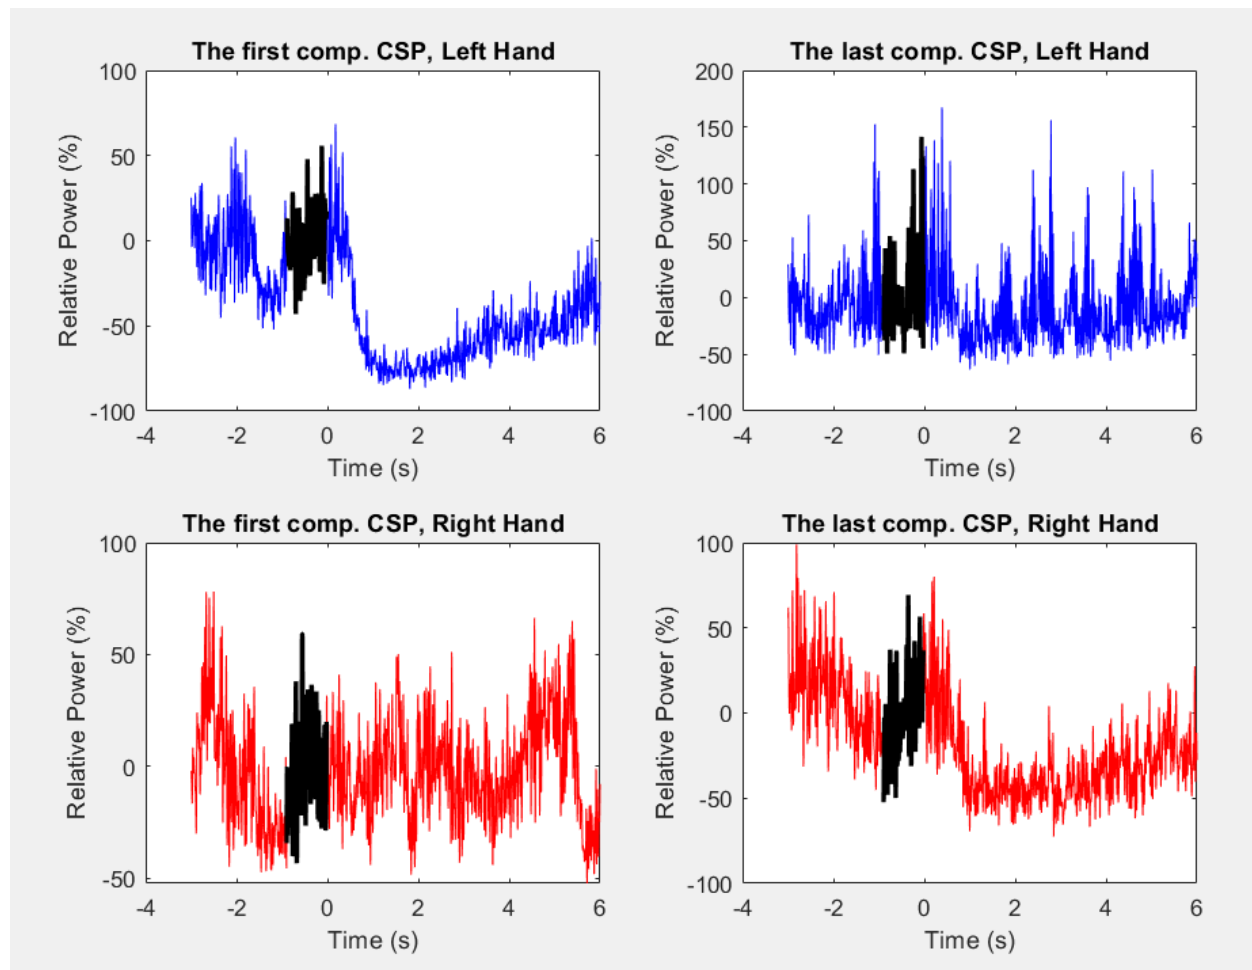 The first comp. CSP, Left Hand
100
50
0
-50
-100
Relative Power (%)
-4 -2 0 2 4 6
Time (s)
The last comp. CSP, Left Hand
200
150
100
50
0
-50
-100
Relative Power (%)
-4 -2 0 2 4 6
Time (s)
The first comp. CSP, Right Hand
100
50
0
-50
Relative Power (%)
-4 -2 0 2 4 6
Time (s)
The last comp. CSP, Right Hand
100
50
0
-50
-100
Relative Power (%)
-4 -2 0 2 4 6
Time (s)